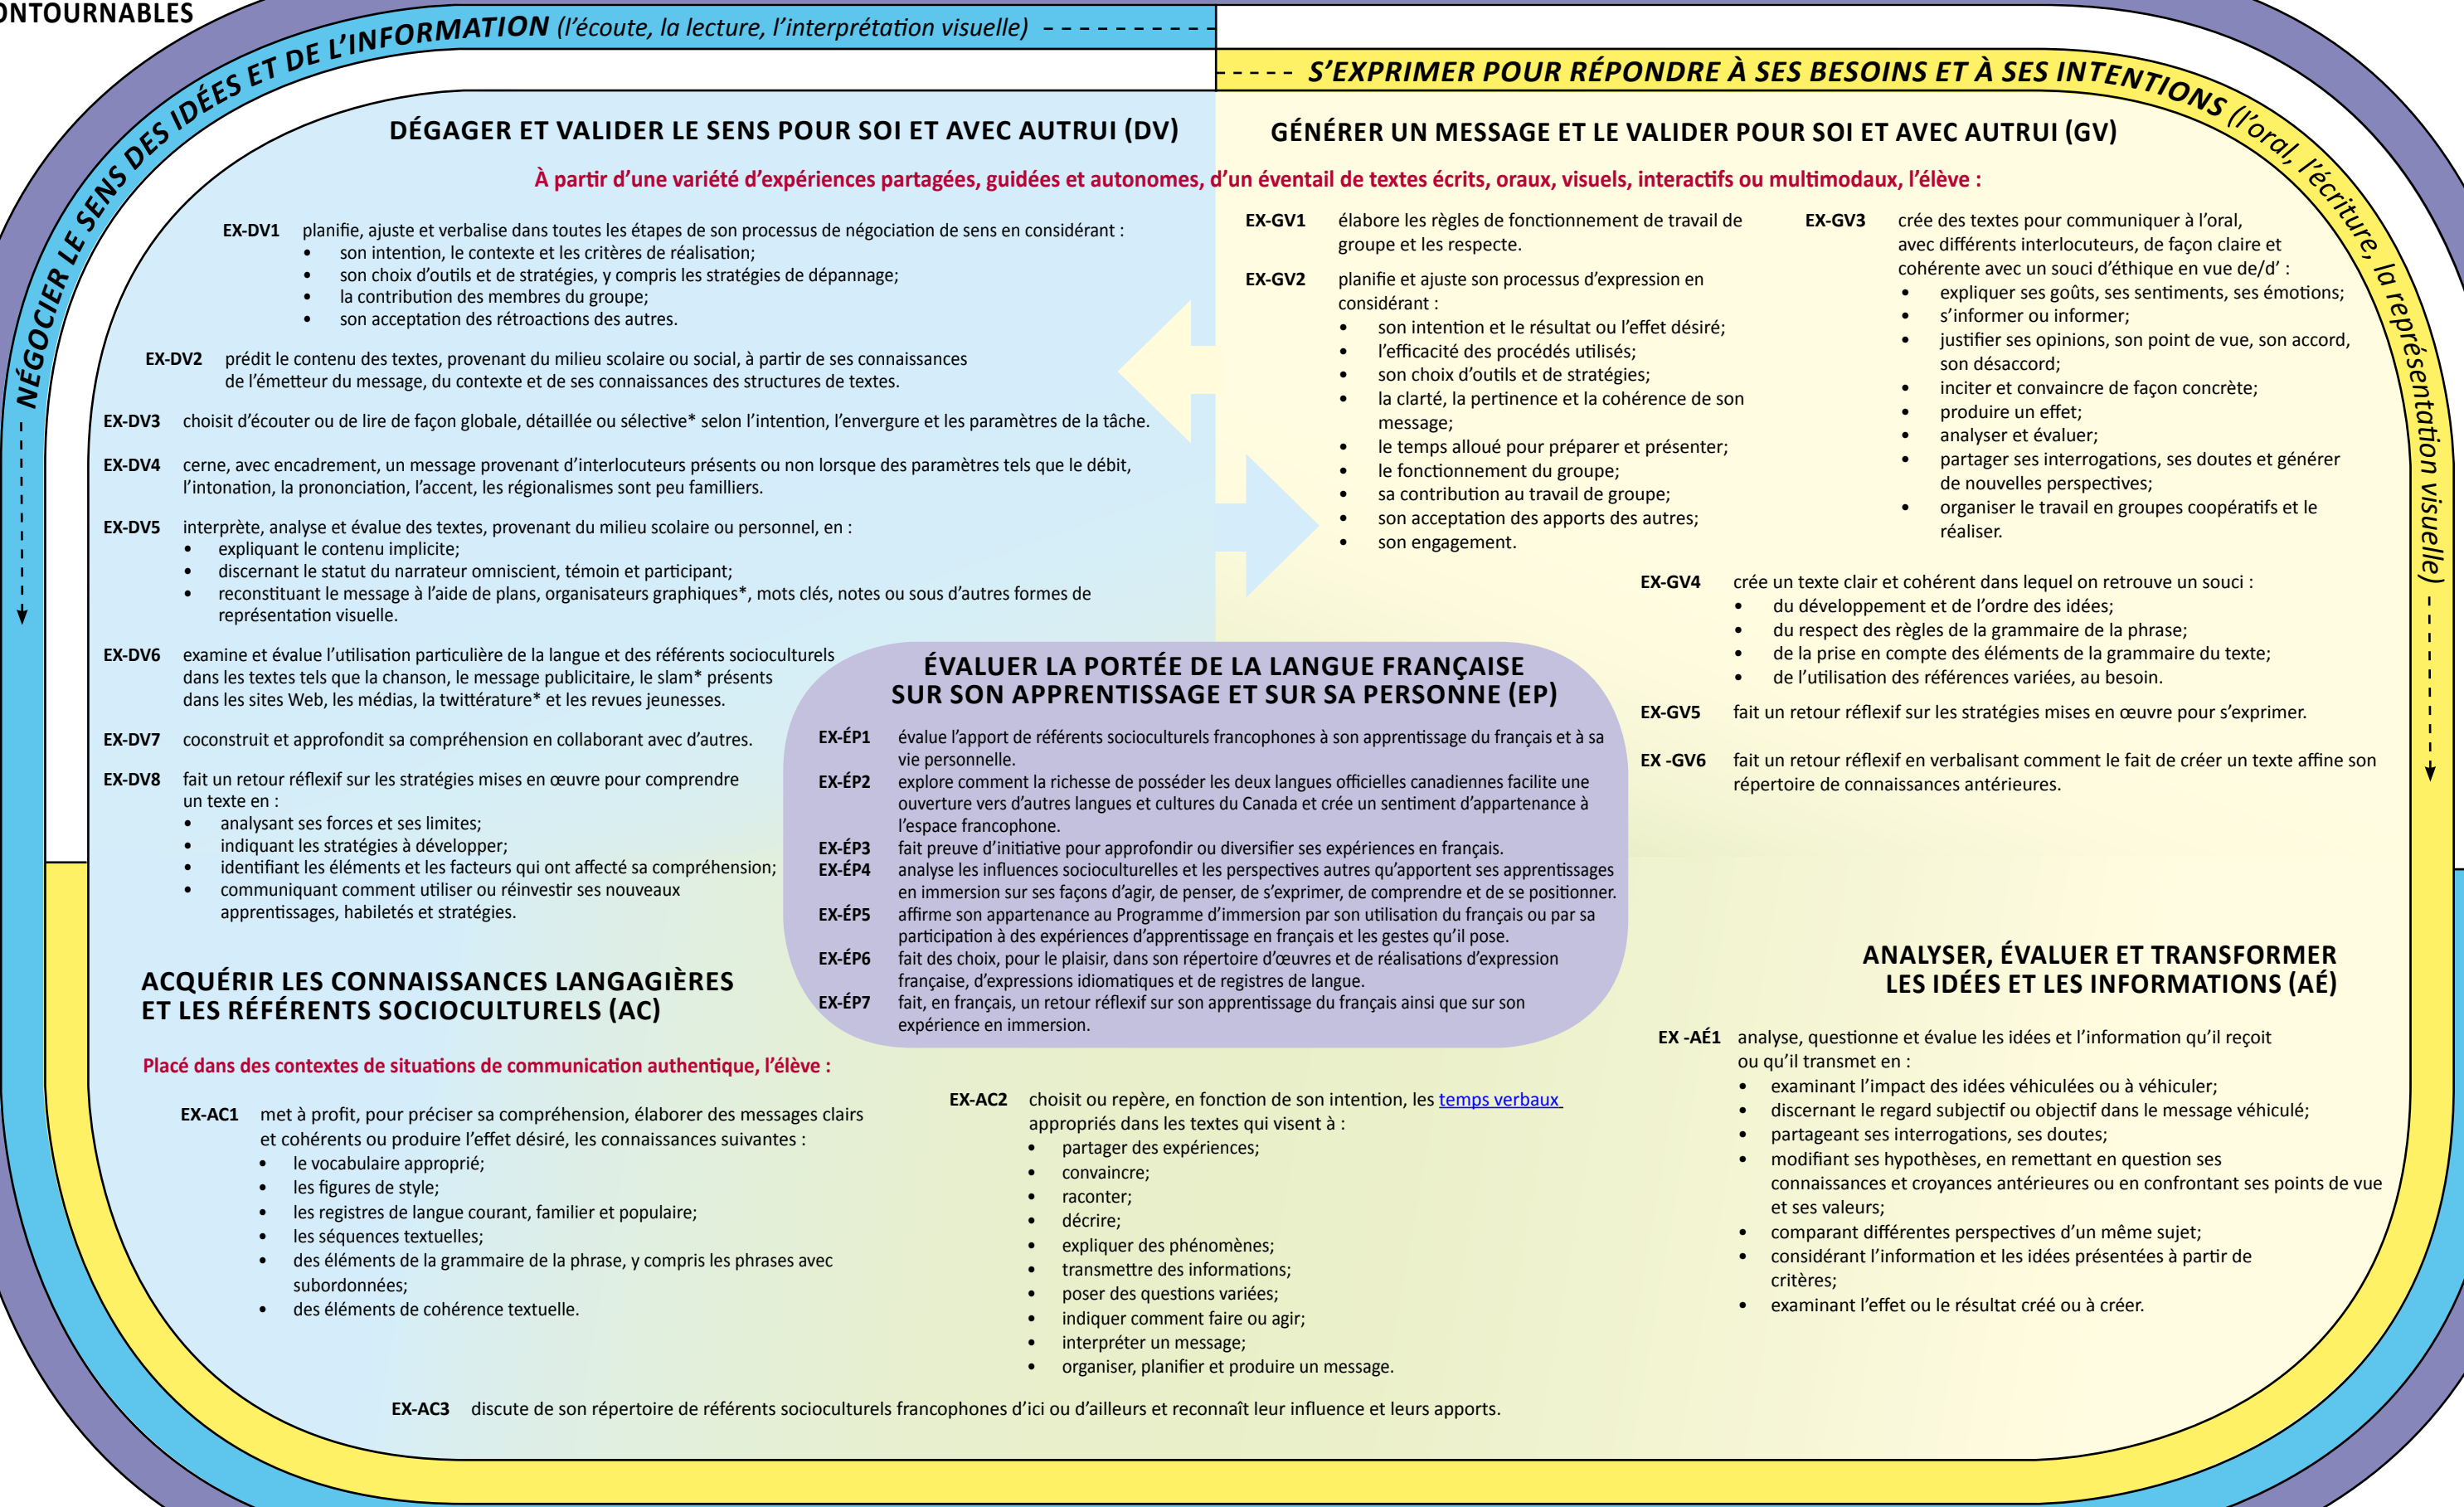 ONTOURNABLES
NÉGOCIER LE SENS DES IDÉES ET DE L'INFORMATION (l'écoute, la lecture, l'interprétation visuelle)
S'EXPRIMER POUR RÉPONDRE À SES BESOINS ET À SES INTENTIONS (l'oral, l'écriture, la représentation visuelle)
DÉGAGER ET VALIDER LE SENS POUR SOI ET AVEC AUTRUI (DV)
GÉNÉRER UN MESSAGE ET LE VALIDER POUR SOI ET AVEC AUTRUI (GV)
À partir d'une variété d'expériences partagées, guidées et autonomes, d'un éventail de textes écrits, oraux, visuels, interactifs ou multimodaux, l'élève :
EX-DV1 planifie, ajuste et verbalise dans toutes les étapes de son processus de négociation de sens en considérant :
• son intention, le contexte et les critères de réalisation;
• son choix d'outils et de stratégies, y compris les stratégies de dépannage;
• la contribution des membres du groupe;
• son acceptation des rétroactions des autres.
EX-DV2 prédit le contenu des textes, provenant du milieu scolaire ou social, à partir de ses connaissances
de l'émetteur du message, du contexte et de ses connaissances des structures de textes.
EX-DV3 choisit d'écouter ou de lire de façon globale, détaillée ou sélective* selon l'intention, l'envergure et les paramètres de la tâche.
EX-DV4 cerne, avec encadrement, un message provenant d'interlocuteurs présents ou non lorsque des paramètres tels que le débit,
l'intonation, la prononciation, l'accent, les régionalismes sont peu familliers.
EX-DV5 interprète, analyse et évalue des textes, provenant du milieu scolaire ou personnel, en :
• expliquant le contenu implicite;
• discernant le statut du narrateur omniscient, témoin et participant;
• reconstituant le message à l'aide de plans, organisateurs graphiques*, mots clés, notes ou sous d'autres formes de
représentation visuelle.
EX-DV6 examine et évalue l'utilisation particulière de la langue et des référents socioculturels
dans les textes tels que la chanson, le message publicitaire, le slam* présents
dans les sites Web, les médias, la twittérature* et les revues jeunesses.
EX-DV7 coconstruit et approfondit sa compréhension en collaborant avec d'autres.
EX-DV8 fait un retour réflexif sur les stratégies mises en œuvre pour comprendre
un texte en :
• analysant ses forces et ses limites;
• indiquant les stratégies à développer;
• identifiant les éléments et les facteurs qui ont affecté sa compréhension;
• communiquant comment utiliser ou réinvestir ses nouveaux
apprentissages, habiletés et stratégies.
EX-GV1 élabore les règles de fonctionnement de travail de
groupe et les respecte.
EX-GV2 planifie et ajuste son processus d'expression en
considérant :
• son intention et le résultat ou l'effet désiré;
• l'efficacité des procédés utilisés;
• son choix d'outils et de stratégies;
• la clarté, la pertinence et la cohérence de son
message;
• le temps alloué pour préparer et présenter;
• le fonctionnement du groupe;
• sa contribution au travail de groupe;
• son acceptation des apports des autres;
• son engagement.
EX-GV3 crée des textes pour communiquer à l'oral,
avec différents interlocuteurs, de façon claire et
cohérente avec un souci d'éthique en vue de/d' :
• expliquer ses goûts, ses sentiments, ses émotions;
• s'informer ou informer;
• justifier ses opinions, son point de vue, son accord,
son désaccord;
• inciter et convaincre de façon concrète;
• produire un effet;
• analyser et évaluer;
• partager ses interrogations, ses doutes et générer
de nouvelles perspectives;
• organiser le travail en groupes coopératifs et le
réaliser.
EX-GV4 crée un texte clair et cohérent dans lequel on retrouve un souci :
• du développement et de l'ordre des idées;
• du respect des règles de la grammaire de la phrase;
• de la prise en compte des éléments de la grammaire du texte;
• de l'utilisation des références variées, au besoin.
EX-GV5 fait un retour réflexif sur les stratégies mises en œuvre pour s'exprimer.
EX -GV6 fait un retour réflexif en verbalisant comment le fait de créer un texte affine son
répertoire de connaissances antérieures.
ÉVALUER LA PORTÉE DE LA LANGUE FRANÇAISE
SUR SON APPRENTISSAGE ET SUR SA PERSONNE (EP)
EX-ÉP1 évalue l'apport de référents socioculturels francophones à son apprentissage du français et à sa
vie personnelle.
EX-ÉP2 explore comment la richesse de posséder les deux langues officielles canadiennes facilite une
ouverture vers d'autres langues et cultures du Canada et crée un sentiment d'appartenance à
l'espace francophone.
EX-ÉP3 fait preuve d'initiative pour approfondir ou diversifier ses expériences en français.
EX-ÉP4 analyse les influences socioculturelles et les perspectives autres qu'apportent ses apprentissages
en immersion sur ses façons d'agir, de penser, de s'exprimer, de comprendre et de se positionner.
EX-ÉP5 affirme son appartenance au Programme d'immersion par son utilisation du français ou par sa
participation à des expériences d'apprentissage en français et les gestes qu'il pose.
EX-ÉP6 fait des choix, pour le plaisir, dans son répertoire d'œuvres et de réalisations d'expression
française, d'expressions idiomatiques et de registres de langue.
EX-ÉP7 fait, en français, un retour réflexif sur son apprentissage du français ainsi que sur son
expérience en immersion.
ACQUÉRIR LES CONNAISSANCES LANGAGIÈRES
ET LES RÉFÉRENTS SOCIOCULTURELS (AC)
Placé dans des contextes de situations de communication authentique, l'élève :
EX-AC1 met à profit, pour préciser sa compréhension, élaborer des messages clairs
et cohérents ou produire l'effet désiré, les connaissances suivantes :
• le vocabulaire approprié;
• les figures de style;
• les registres de langue courant, familier et populaire;
• les séquences textuelles;
• des éléments de la grammaire de la phrase, y compris les phrases avec
subordonnées;
• des éléments de cohérence textuelle.
EX-AC2 choisit ou repère, en fonction de son intention, les temps verbaux
appropriés dans les textes qui visent à :
• partager des expériences;
• convaincre;
• raconter;
• décrire;
• expliquer des phénomènes;
• transmettre des informations;
• poser des questions variées;
• indiquer comment faire ou agir;
• interpréter un message;
• organiser, planifier et produire un message.
EX-AC3 discute de son répertoire de référents socioculturels francophones d'ici ou d'ailleurs et reconnaît leur influence et leurs apports.
ANALYSER, ÉVALUER ET TRANSFORMER
LES IDÉES ET LES INFORMATIONS (AÉ)
EX -AÉ1 analyse, questionne et évalue les idées et l'information qu'il reçoit
ou qu'il transmet en :
• examinant l'impact des idées véhiculées ou à véhiculer;
• discernant le regard subjectif ou objectif dans le message véhiculé;
• partageant ses interrogations, ses doutes;
• modifiant ses hypothèses, en remettant en question ses
connaissances et croyances antérieures ou en confrontant ses points de vue
et ses valeurs;
• comparant différentes perspectives d'un même sujet;
• considérant l'information et les idées présentées à partir de
critères;
• examinant l'effet ou le résultat créé ou à créer.